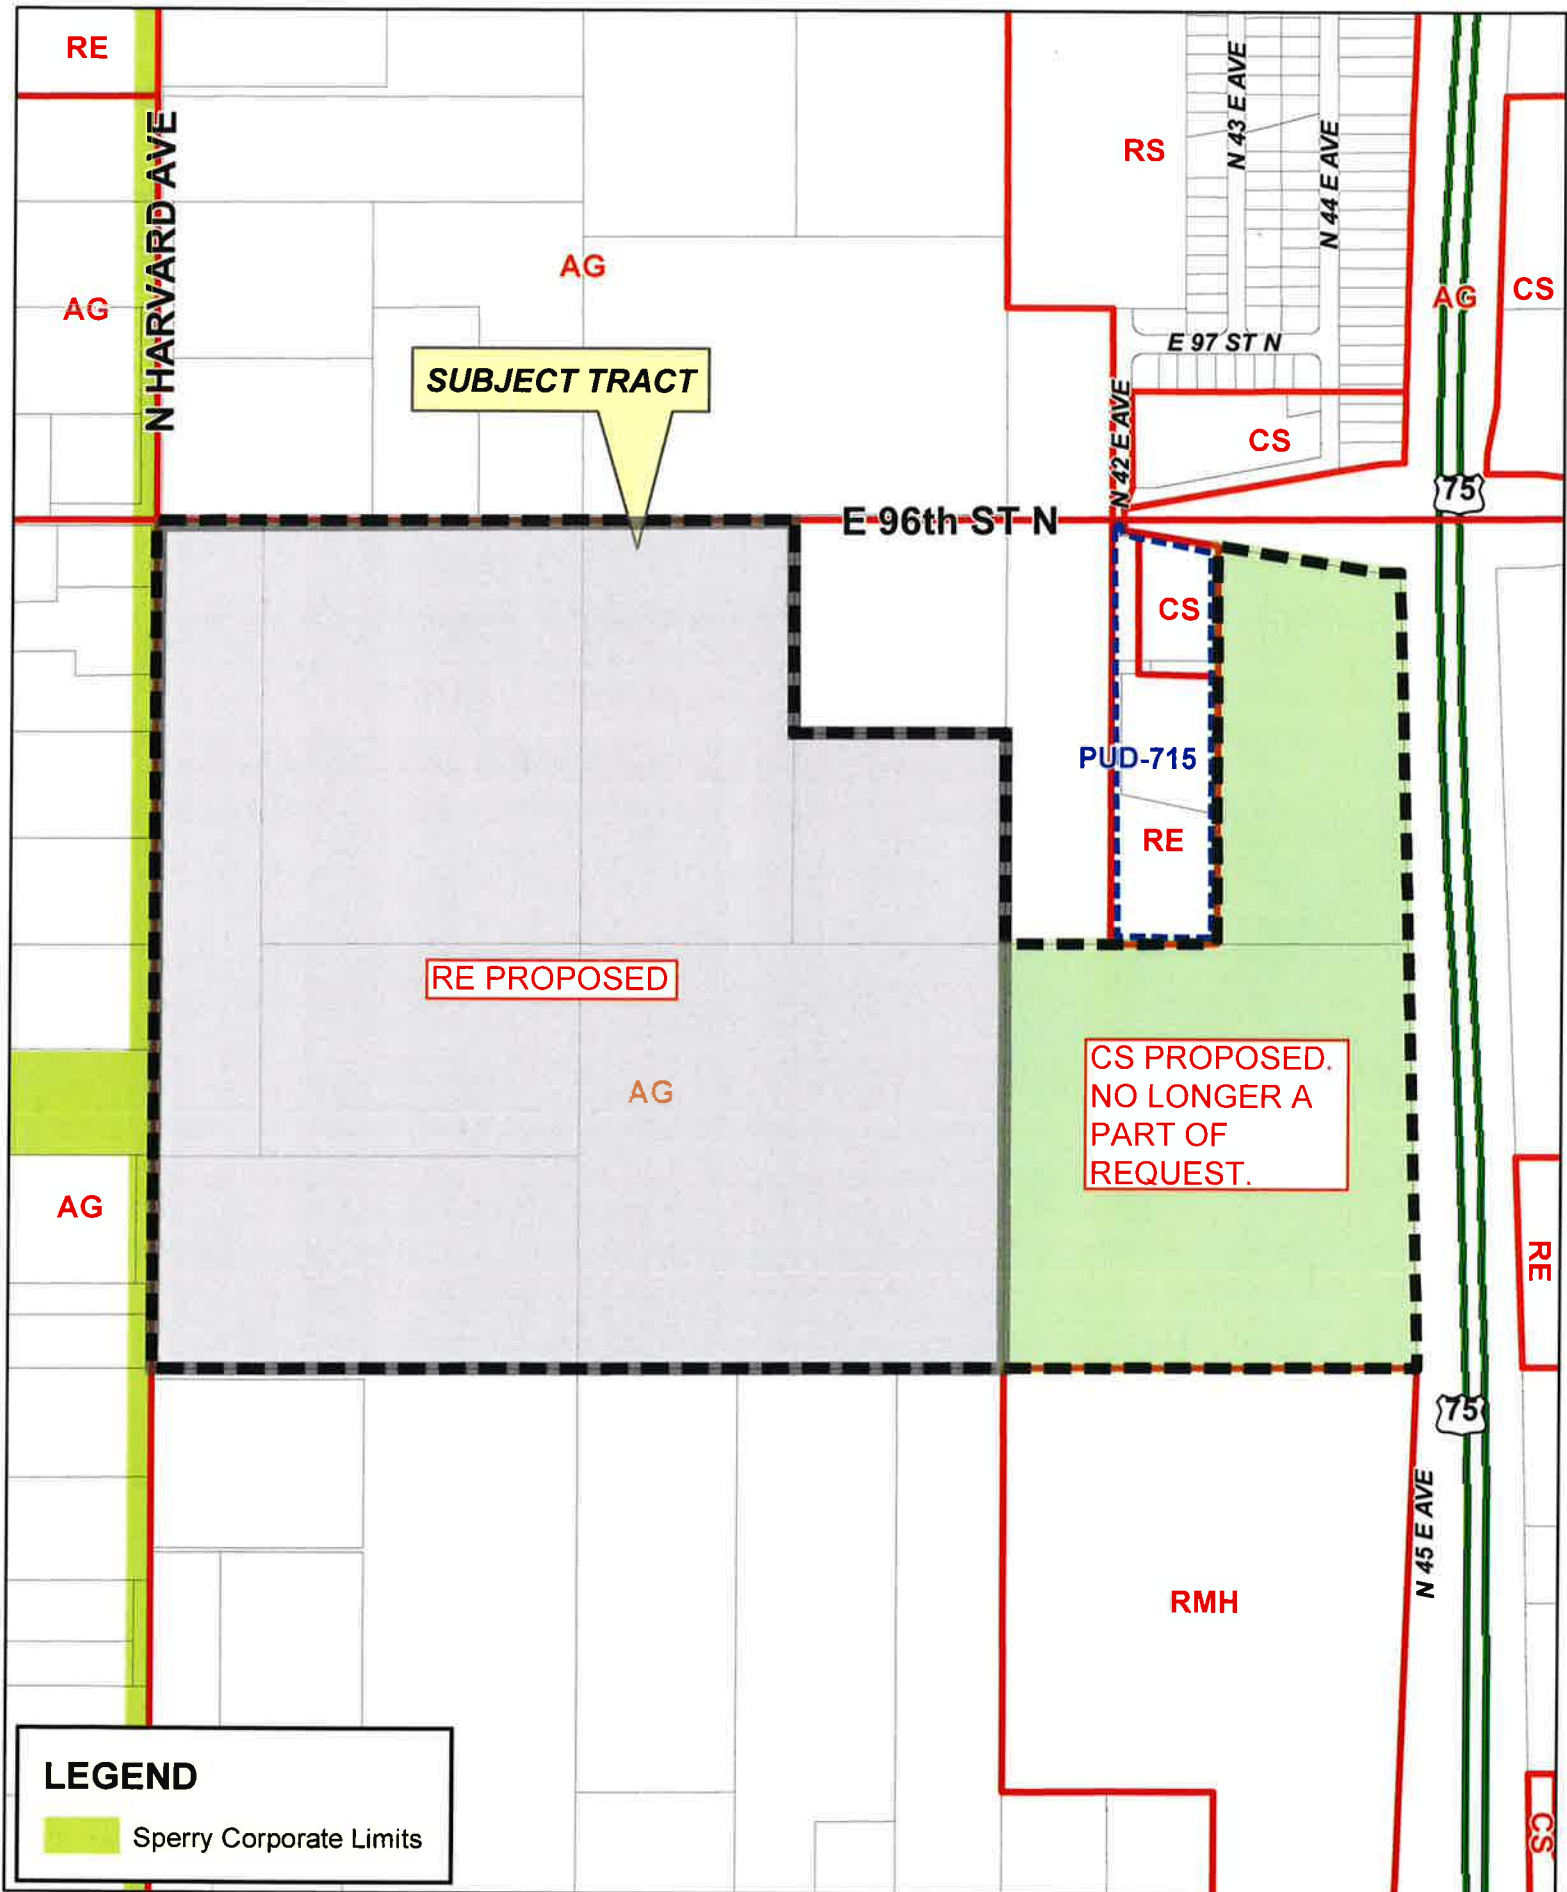 RE
N HARVARD AVE
AG
AG
RS
N 43 E AVE
N 44 E AVE
AG
CS
E 97 ST N
SUBJECT TRACT
N 42 E AVE
CS
75
E 96th ST N
CS
PUD-715
RE
RE PROPOSED
AG
CS PROPOSED.
NO LONGER A
PART OF
REQUEST.
AG
RE
75
N 45 E AVE
RMH
CS
LEGEND
Sperry Corporate Limits